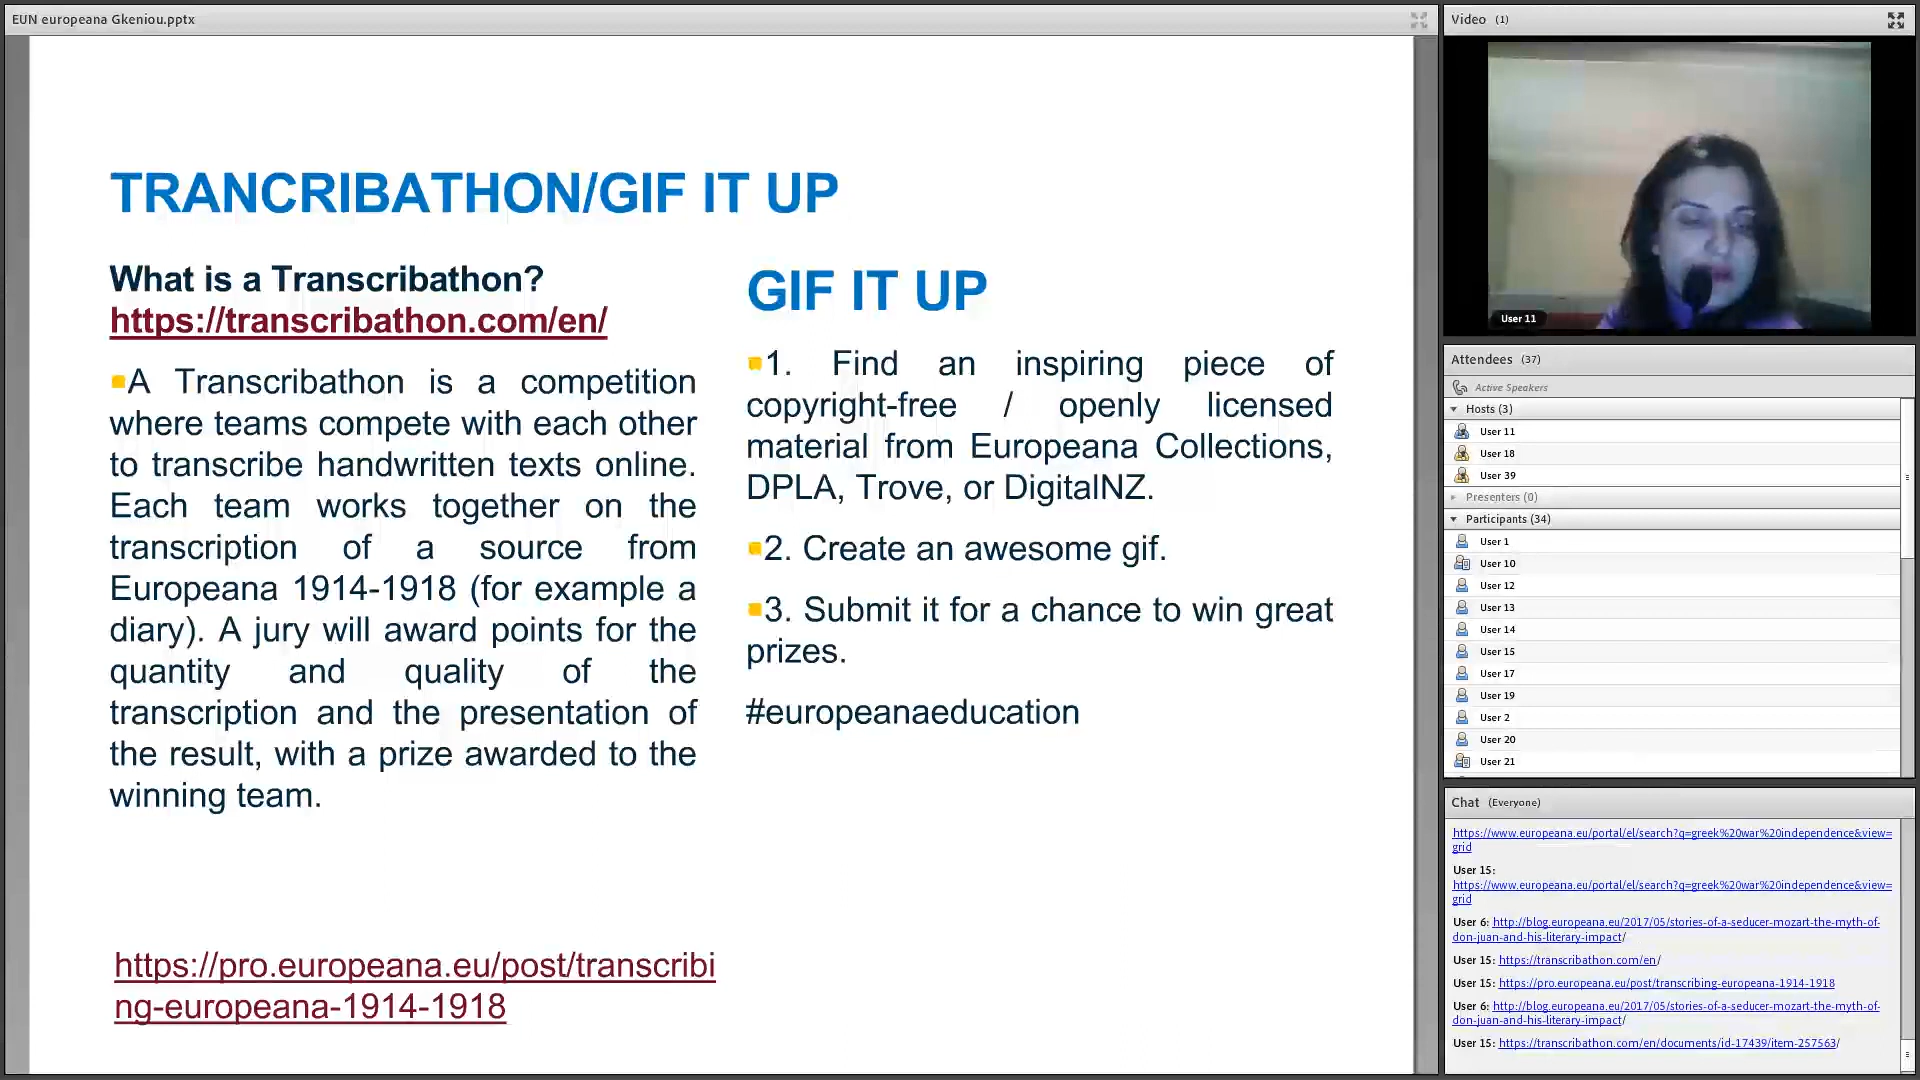 EUN europeana Gkeniou.pptx
TRANCRIBATHON/GIF IT UP
What is a Transcribathon?
https://transcribathon.com/en/
A Transcribathon is a competition
where teams compete with each other
to transcribe handwritten texts online.
Each team works together on the
transcription of a source from
Europeana 1914-1918 (for example a
diary). A jury will award points for the
quantity and quality of the
transcription and the presentation of
the result, with a prize awarded to the
winning team.
https://pro.europeana.eu/post/transcribi
ng-europeana-1914-1918
GIF IT UP
1. Find an inspiring piece of
copyright-free / openly licensed
material from Europeana Collections,
DPLA, Trove, or DigitalNZ.
2. Create an awesome gif.
3. Submit it for a chance to win great
prizes.
#europeanaeducation
Video (1)
User 11
Attendees (37)
Active Speakers
Hosts (3)
User 11
User 18
User 39
Presenters (0)
Participants (34)
User 1
User 10
User 12
User 13
User 14
User 15
User 17
User 19
User 2
User 20
User 21
Chat (Everyone)
https://www.europeana.eu/portal/el/search?q=greek%20war%20independence&view=
grid
User 15:
https://www.europeana.eu/portal/el/search?q=greek%20war%20independence&view=
grid
User 6: http://blog.europeana.eu/2017/05/stories-of-a-seducer-mozart-the-myth-of-
don-juan-and-his-literary-impact/
User 15: https://transcribathon.com/en/
User 15: https://pro.europeana.eu/post/transcribing-europeana-1914-1918
User 6: http://blog.europeana.eu/2017/05/stories-of-a-seducer-mozart-the-myth-of-
don-juan-and-his-literary-impact/
User 15: https://transcribathon.com/en/documents/id-17439/item-257563/